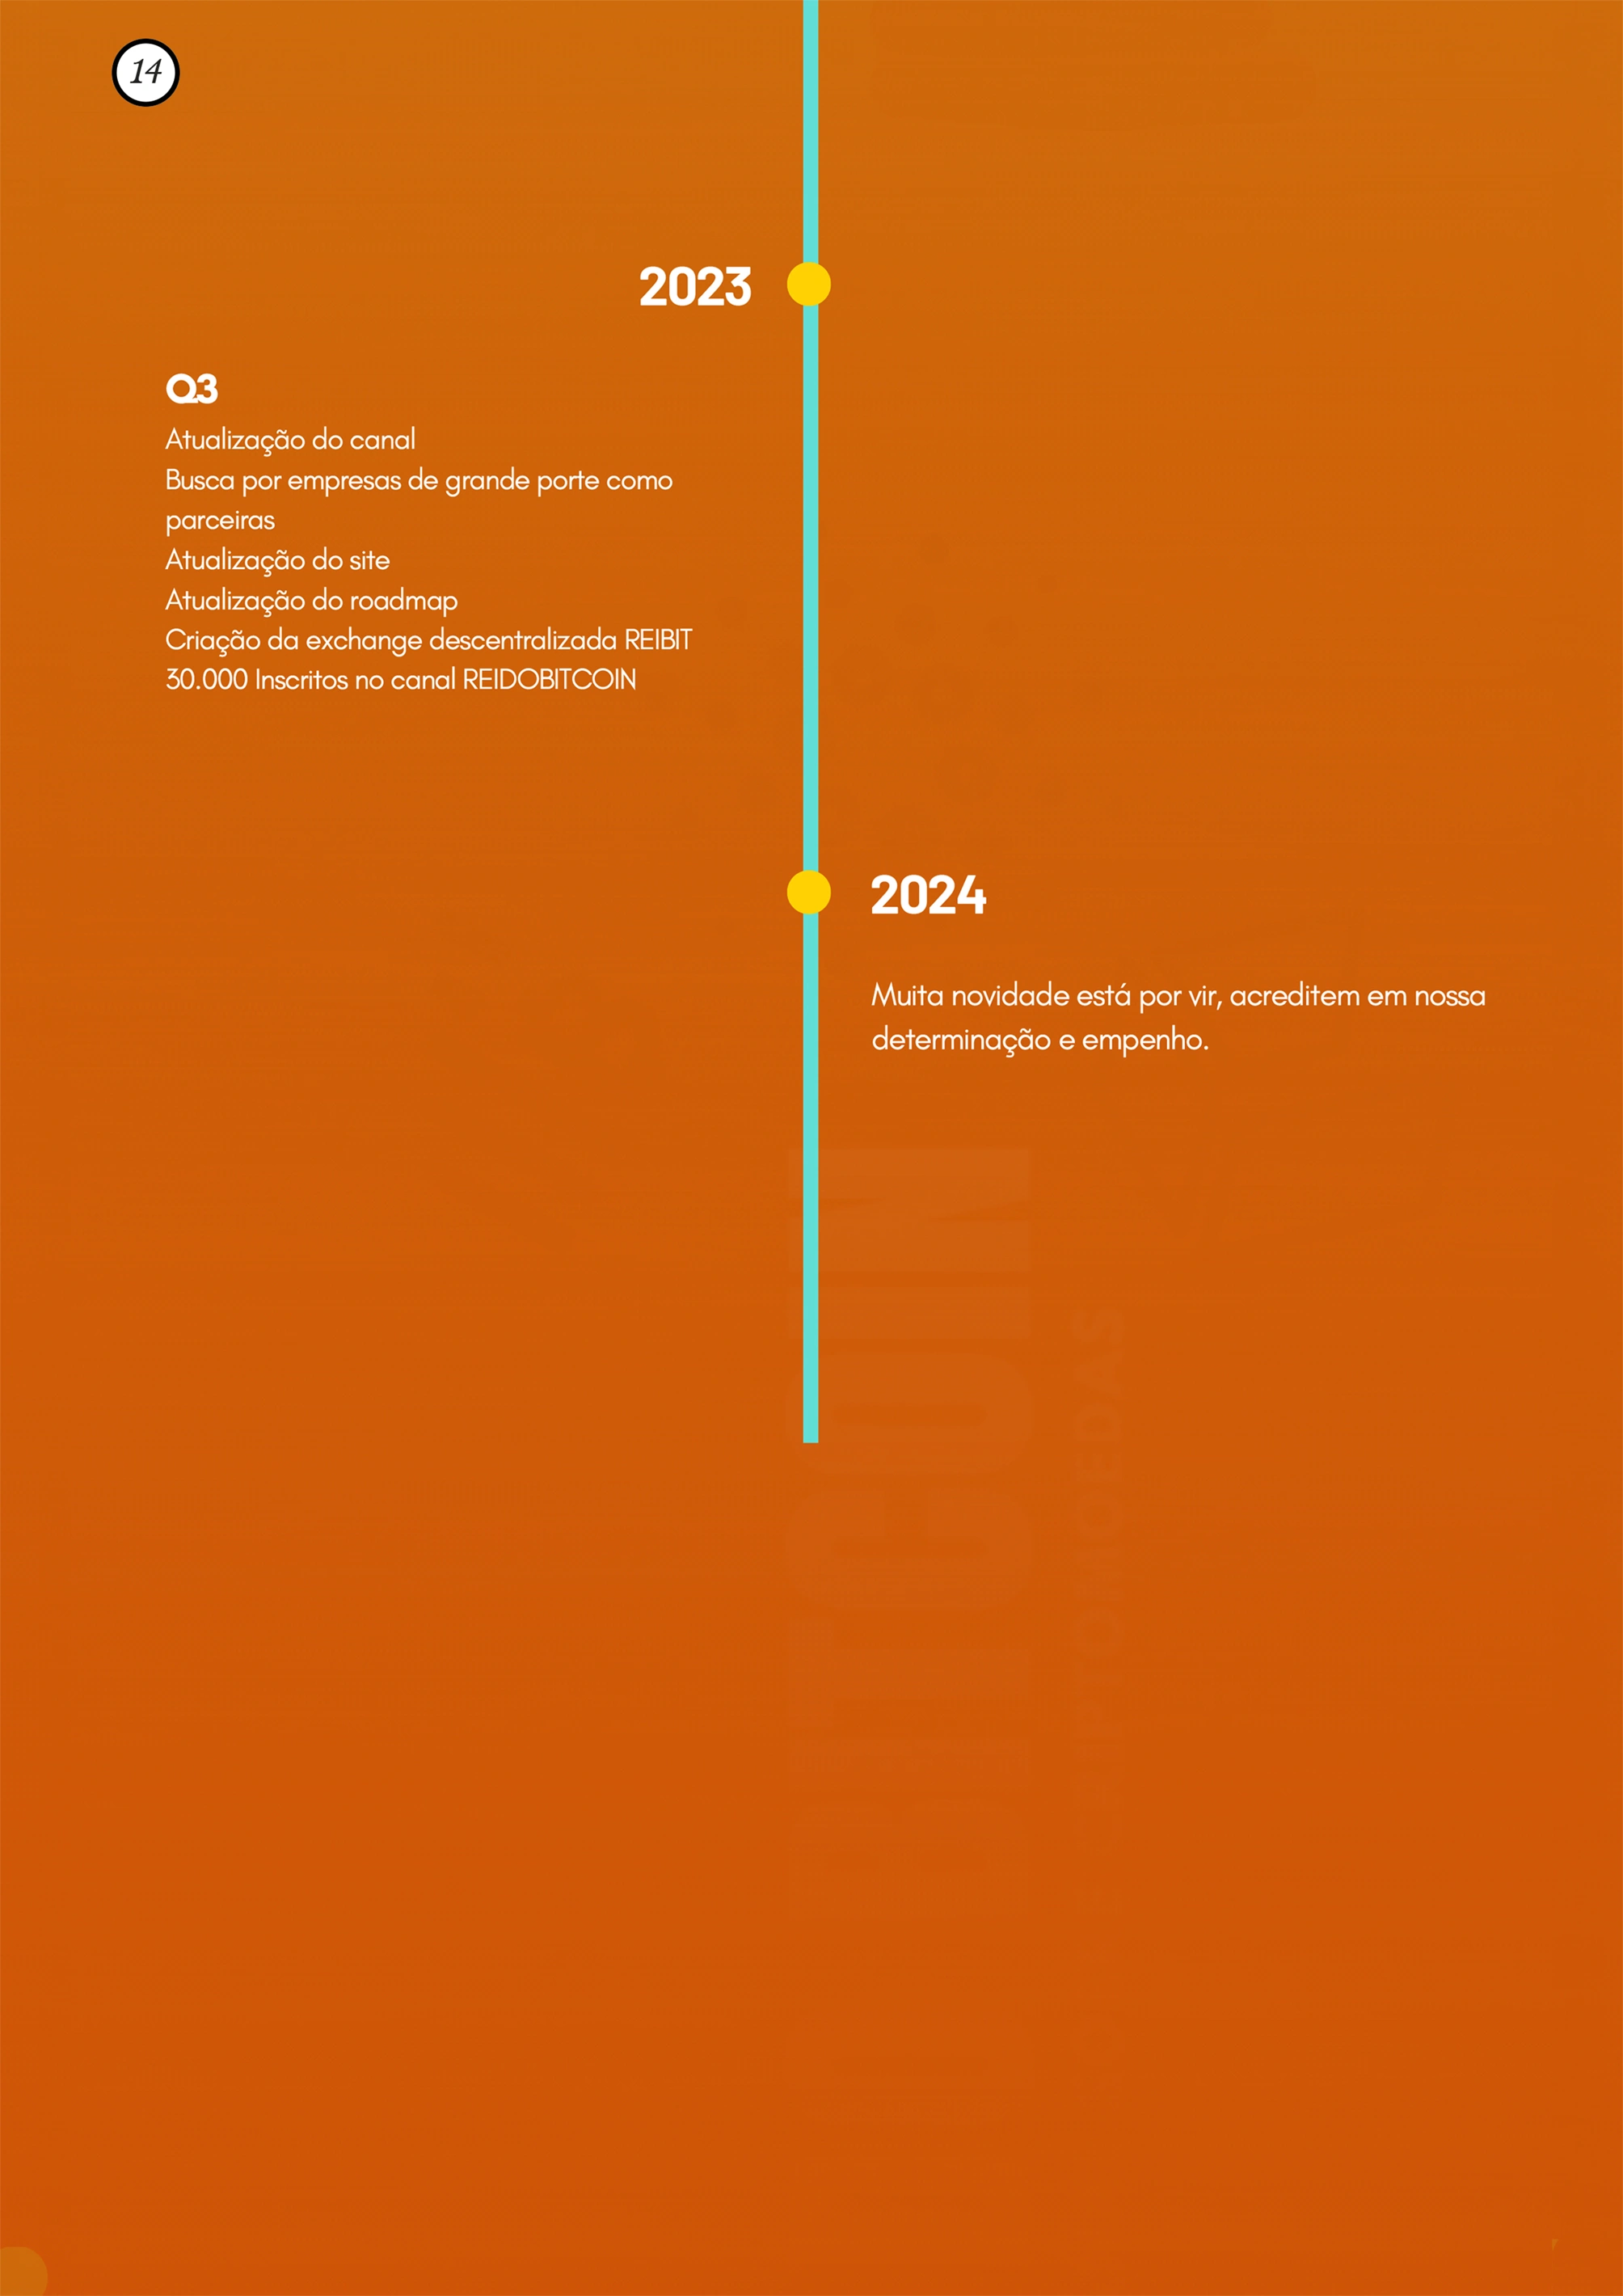 14
2023
Q3
Atualização do canal
Busca por empresas de grande porte como
parceiras
Atualização do site
Atualização do roadmap
Criação da exchange descentralizada REIBIT
30.000 Inscritos no canal REIDOBITCOIN
2024
Muita novidade está por vir, acreditem em nossa
determinação e empenho.
BITCOIN